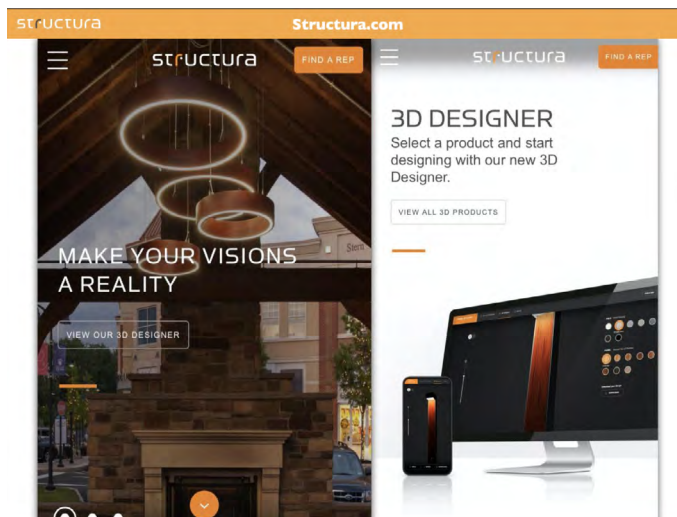 structura
Structura.com
structura
FIND A REP
MAKE YOUR VISIONS
A REALITY
VIEW OUR 3D DESIGNER
structura
FIND A REP
3D DESIGNER
Select a product and start
designing with our new 3D
Designer.
VIEW ALL 3D PRODUCTS